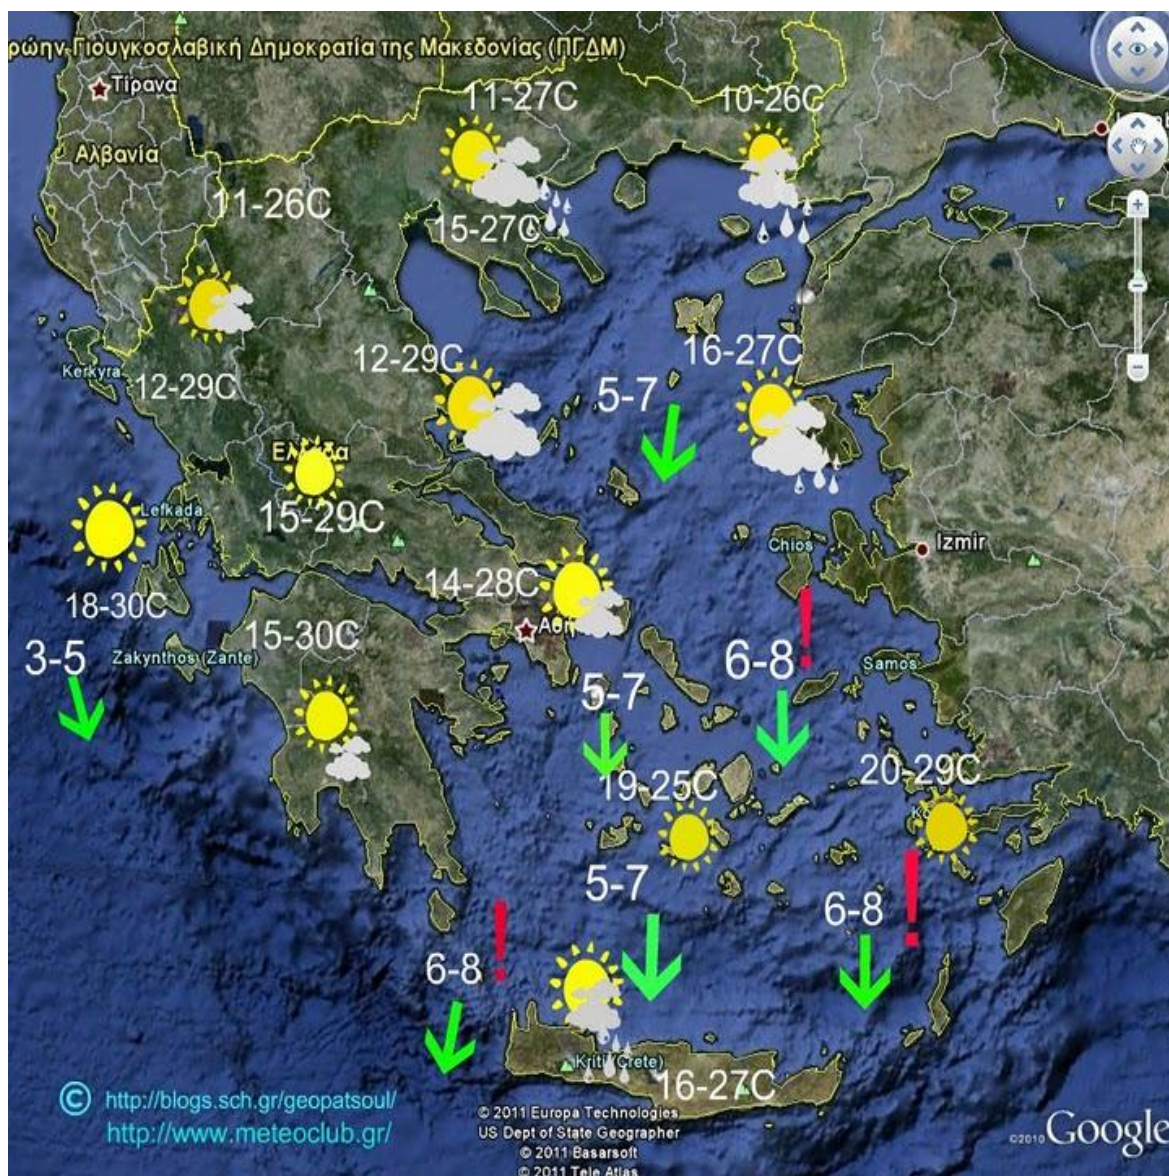 ρώην Γιουγκοσλαβική Δημοκρατία της Μακεδονίας (ΠΓΔΜ)
Τίρανα
11-27C
10-26C
Αλβανία
11-26C
15-27C
Kerkyra
12-29C
12-29C
16-27C
5-7
Ελλάδα
Lefkada
15-29C
Izmir
Chios
14-28C
18-30C
15-30C
3-5
Zakynthos (Zante)
6-8 !
Samos
5-7
19-25C
20-29C
5-7
6-8 !
6-8 !
Kriti (Crete)
16-27C
© http://blogs.sch.gr/geopatsoul/
http://www.meteoclub.gr/
© 2011 Europa Technologies
US Dept of State Geographer
© 2011 Basarsoft
© 2011 Tele Atlas
©2010 Google